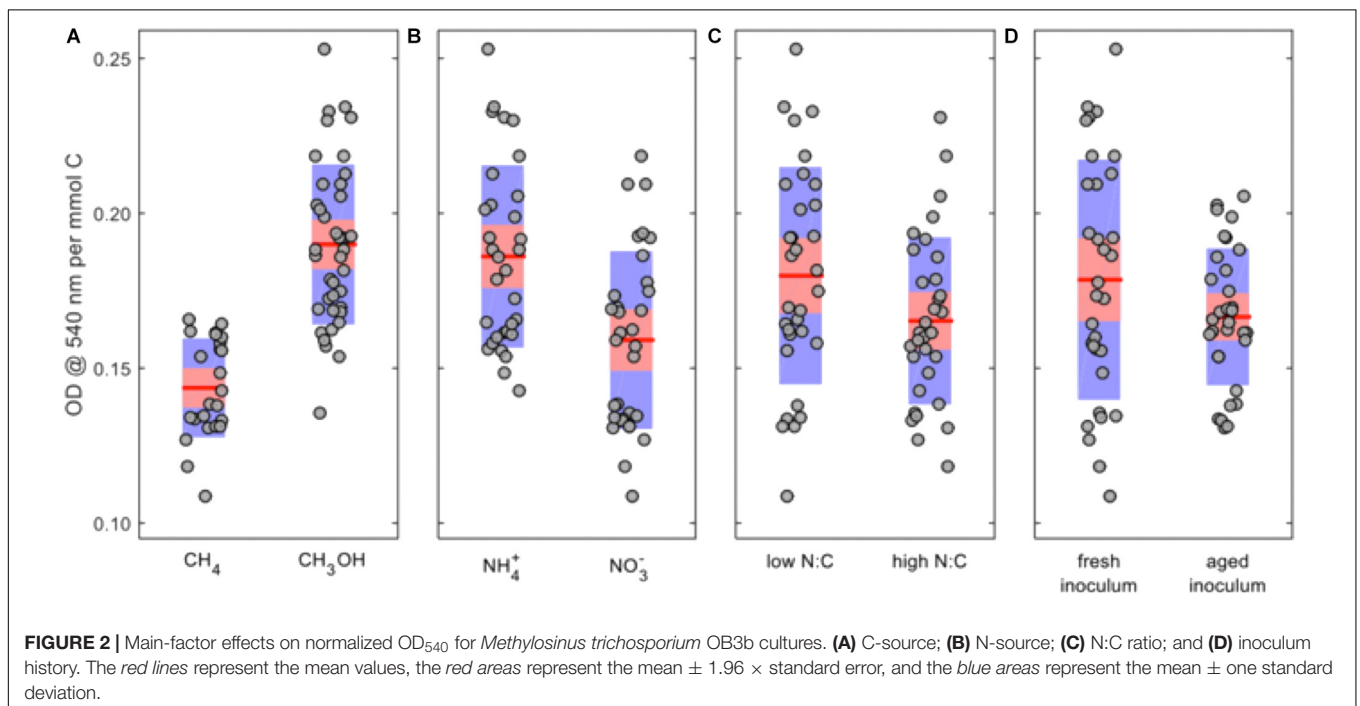 A B C D
0.25
0.20
0.15
0.10
OD @ 540 nm per mmol C
CH₄ CH₃OH NH₄⁺ NO₃⁻ low N:C high N:C fresh inoculum aged inoculum
FIGURE 2 | Main-factor effects on normalized OD₅₄₀ for Methylosinus trichosporium OB3b cultures. (A) C-source; (B) N-source; (C) N:C ratio; and (D) inoculum
history. The red lines represent the mean values, the red areas represent the mean ± 1.96 × standard error, and the blue areas represent the mean ± one standard
deviation.